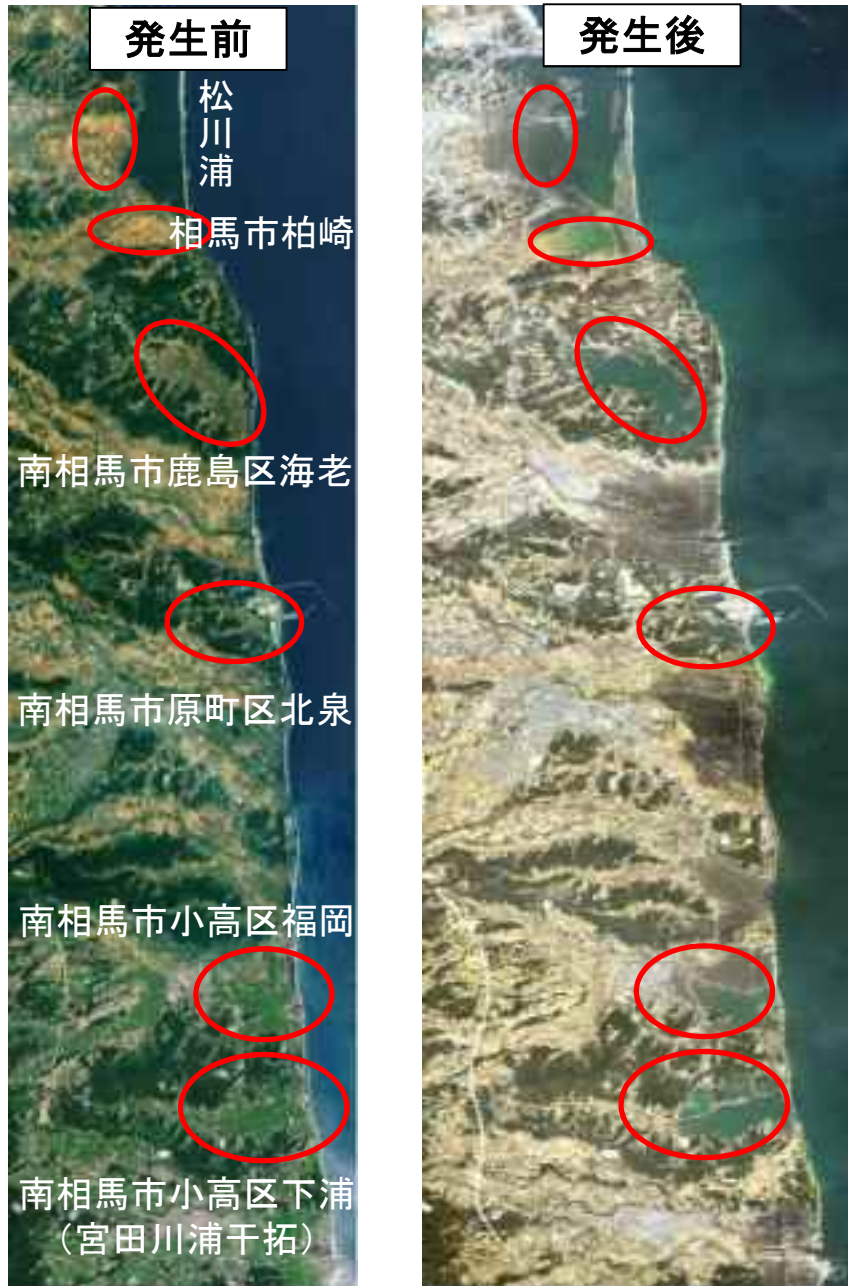 発生前
発生後
松川浦
相馬市柏崎
南相馬市鹿島区海老
南相馬市原町区北泉
南相馬市小高区福岡
南相馬市小高区下浦
（宮田川浦干拓）